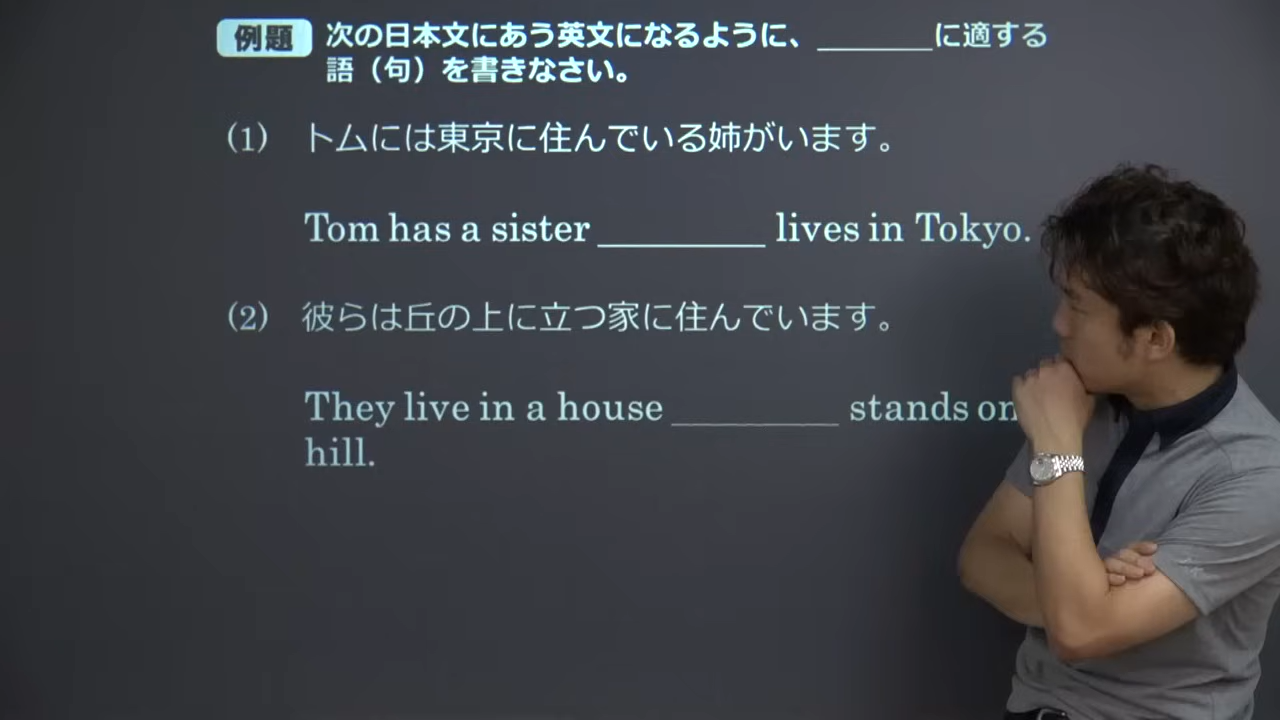 例題 次の日本文にあう英文になるように、______に適する
語（句）を書きなさい。
(1) トムには東京に住んでいる姉がいます。
Tom has a sister ______ lives in Tokyo.
(2) 彼らは丘の上に立つ家に住んでいます。
They live in a house ______ stands on
hill.